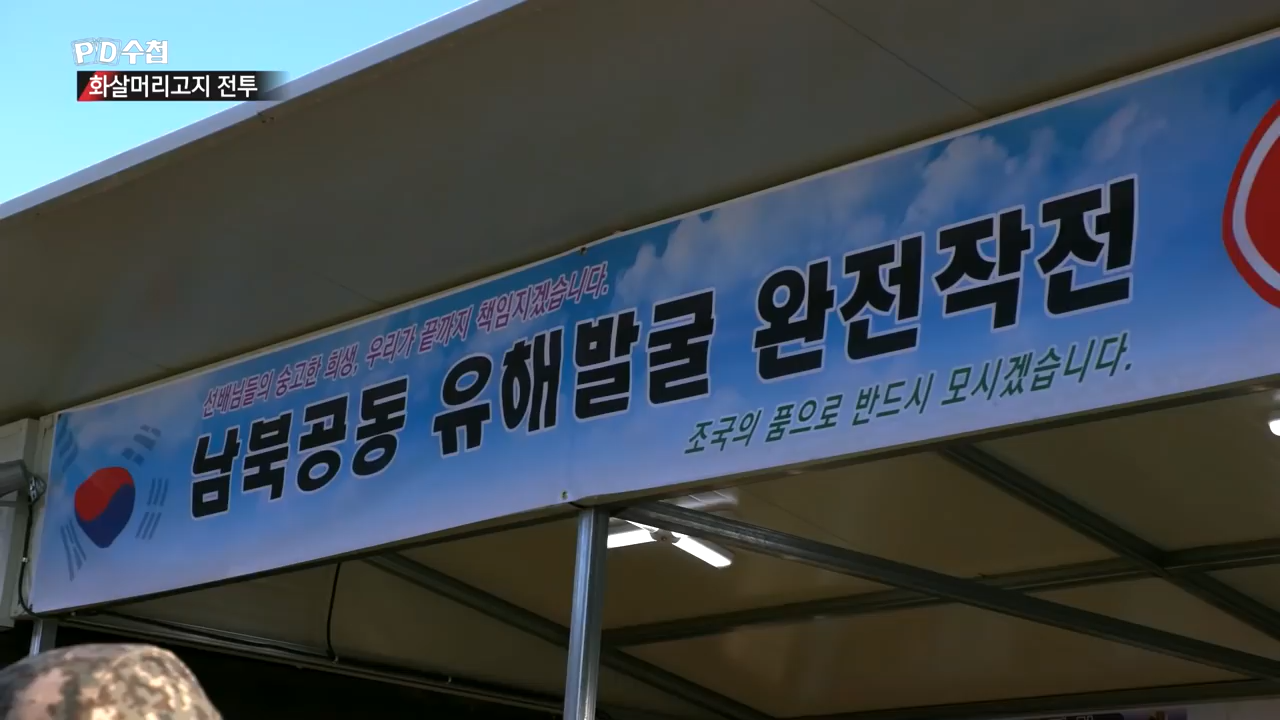 PD수첩
화살머리고지 전투
선배님들의 숭고한 희생, 우리가 끝까지 책임지겠습니다.
남북공동 유해발굴 완전작전
조국의 품으로 반드시 모시겠습니다.